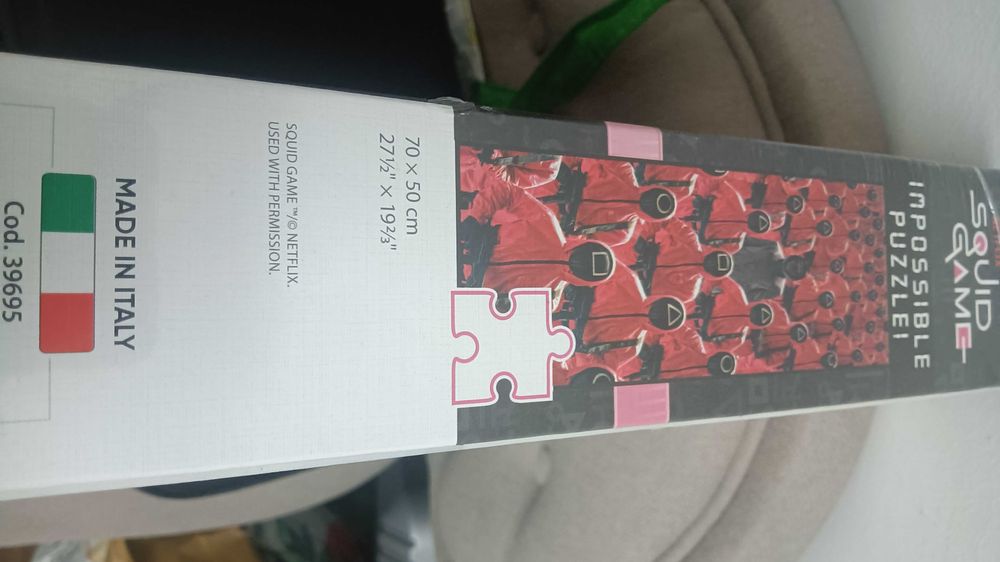 SQUID
GAME
IMPOSSIBLE
PUZZLE!
70 × 50 cm
27½" × 19⅔"
SQUID GAME ™/© NETFLIX.
USED WITH PERMISSION.
MADE IN ITALY
Cod. 39695